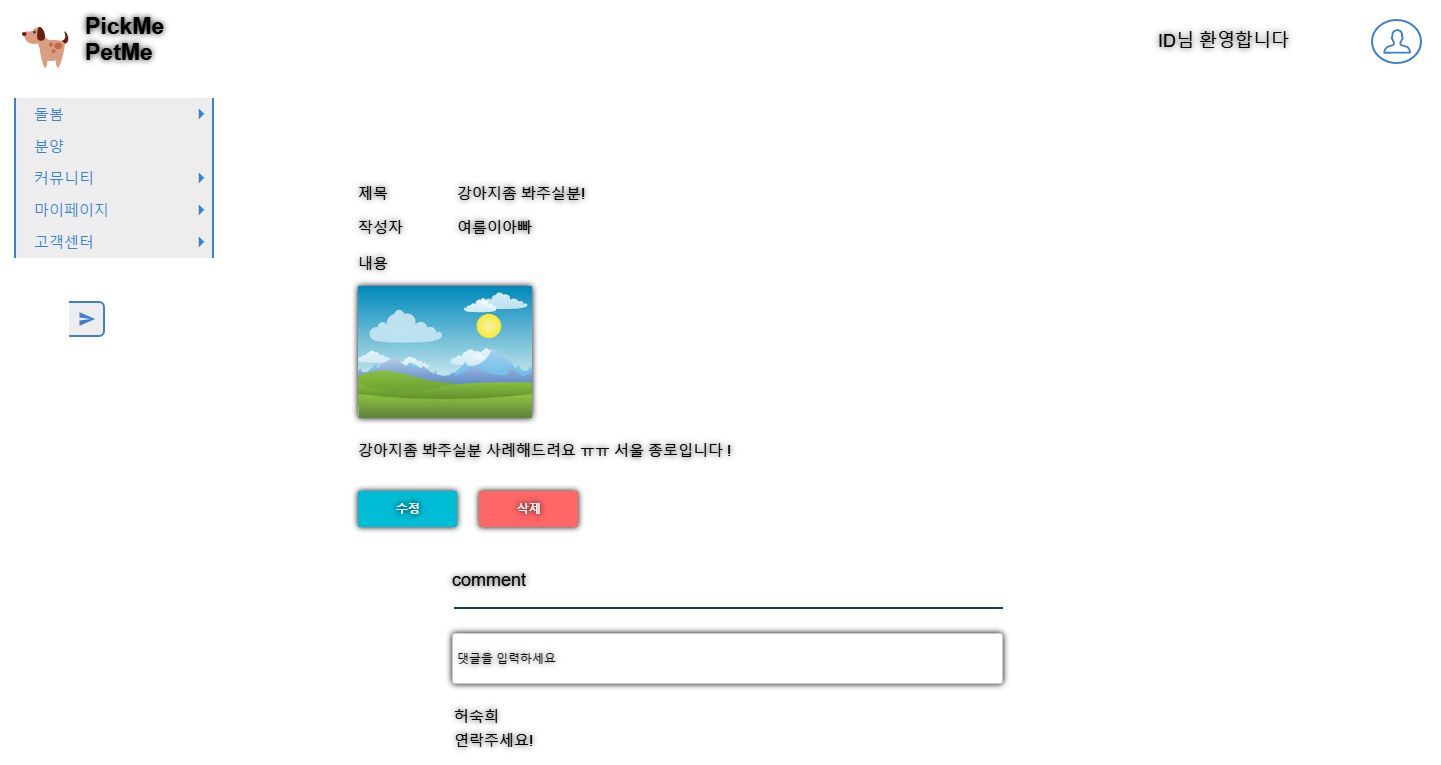 PickMe
PetMe
ID님 환영합니다
돌봄
분양
커뮤니티
마이페이지
고객센터
제목 강아지좀 봐주실분!
작성자 여름이아빠
내용
강아지좀 봐주실분 사례해드려요 ㅠㅠ 서울 종로입니다 !
수정 삭제
comment
댓글을 입력하세요
허숙희
연락주세요!